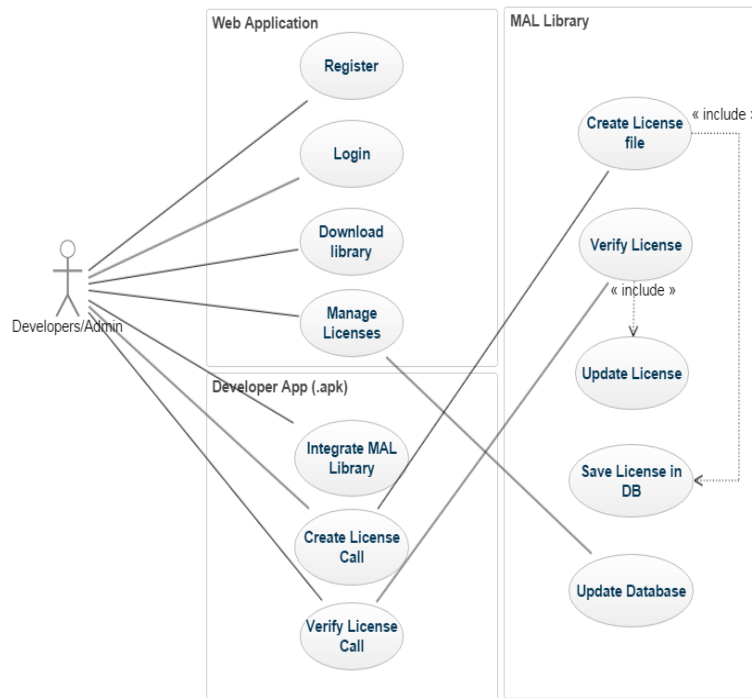 Web Application
Register
Login
Download
library
Manage
Licenses
Developers/Admin
Developer App (.apk)
Integrate MAL
Library
Create License
Call
Verify License
Call
MAL Library
Create License
file
« include »
Verify License
« include »
Update License
Save License in
DB
Update Database